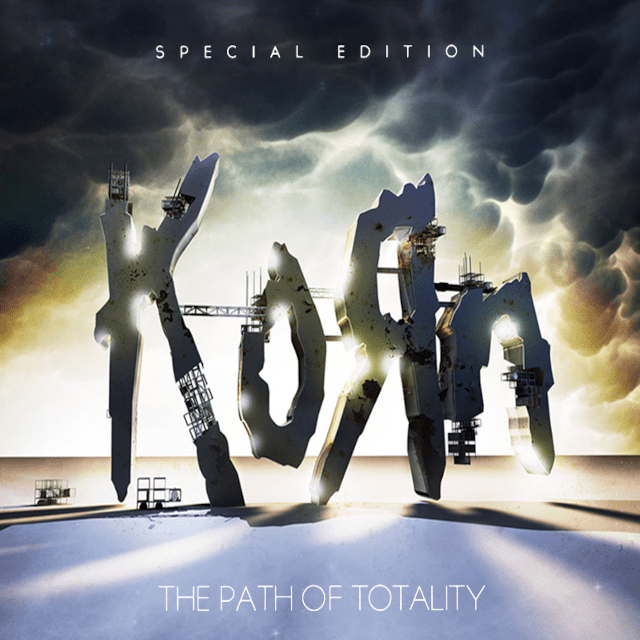 SPECIAL EDITION
KoЯn
THE PATH OF TOTALITY